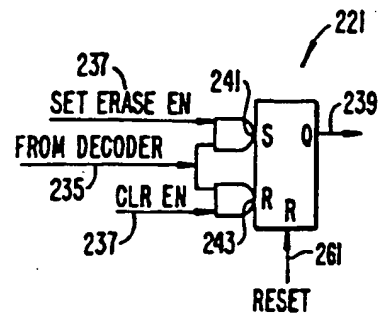 221
237
241
239
SET ERASE EN
S Q
FROM DECODER
235
R
CLR EN
R
237
243
261
RESET